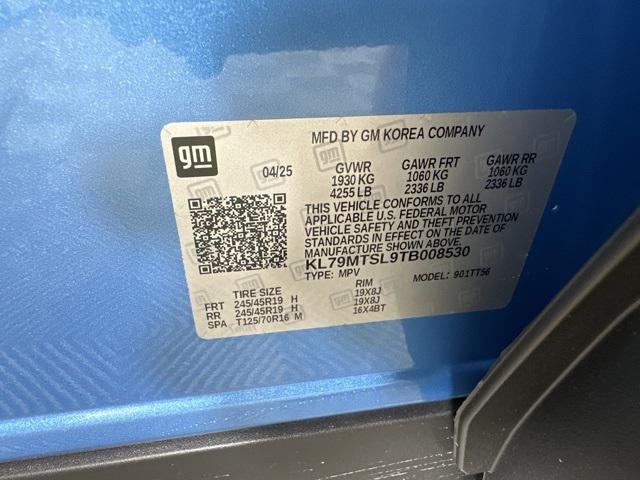 gm
MFD BY GM KOREA COMPANY
04/25
GVWR GAWR FRT GAWR RR
1930 KG 1060 KG 1060 KG
4255 LB 2336 LB 2336 LB
THIS VEHICLE CONFORMS TO ALL
APPLICABLE U.S. FEDERAL MOTOR
VEHICLE SAFETY AND THEFT PREVENTION
STANDARDS IN EFFECT ON THE DATE OF
MANUFACTURE SHOWN ABOVE.
KL79MTSL9TB008530
TYPE: MPV MODEL: 901TT56
TIRE SIZE RIM
FRT 245/45R19 H 19X8J
RR 245/45R19 H 19X8J
SPA T125/70R16 M 16X4BT